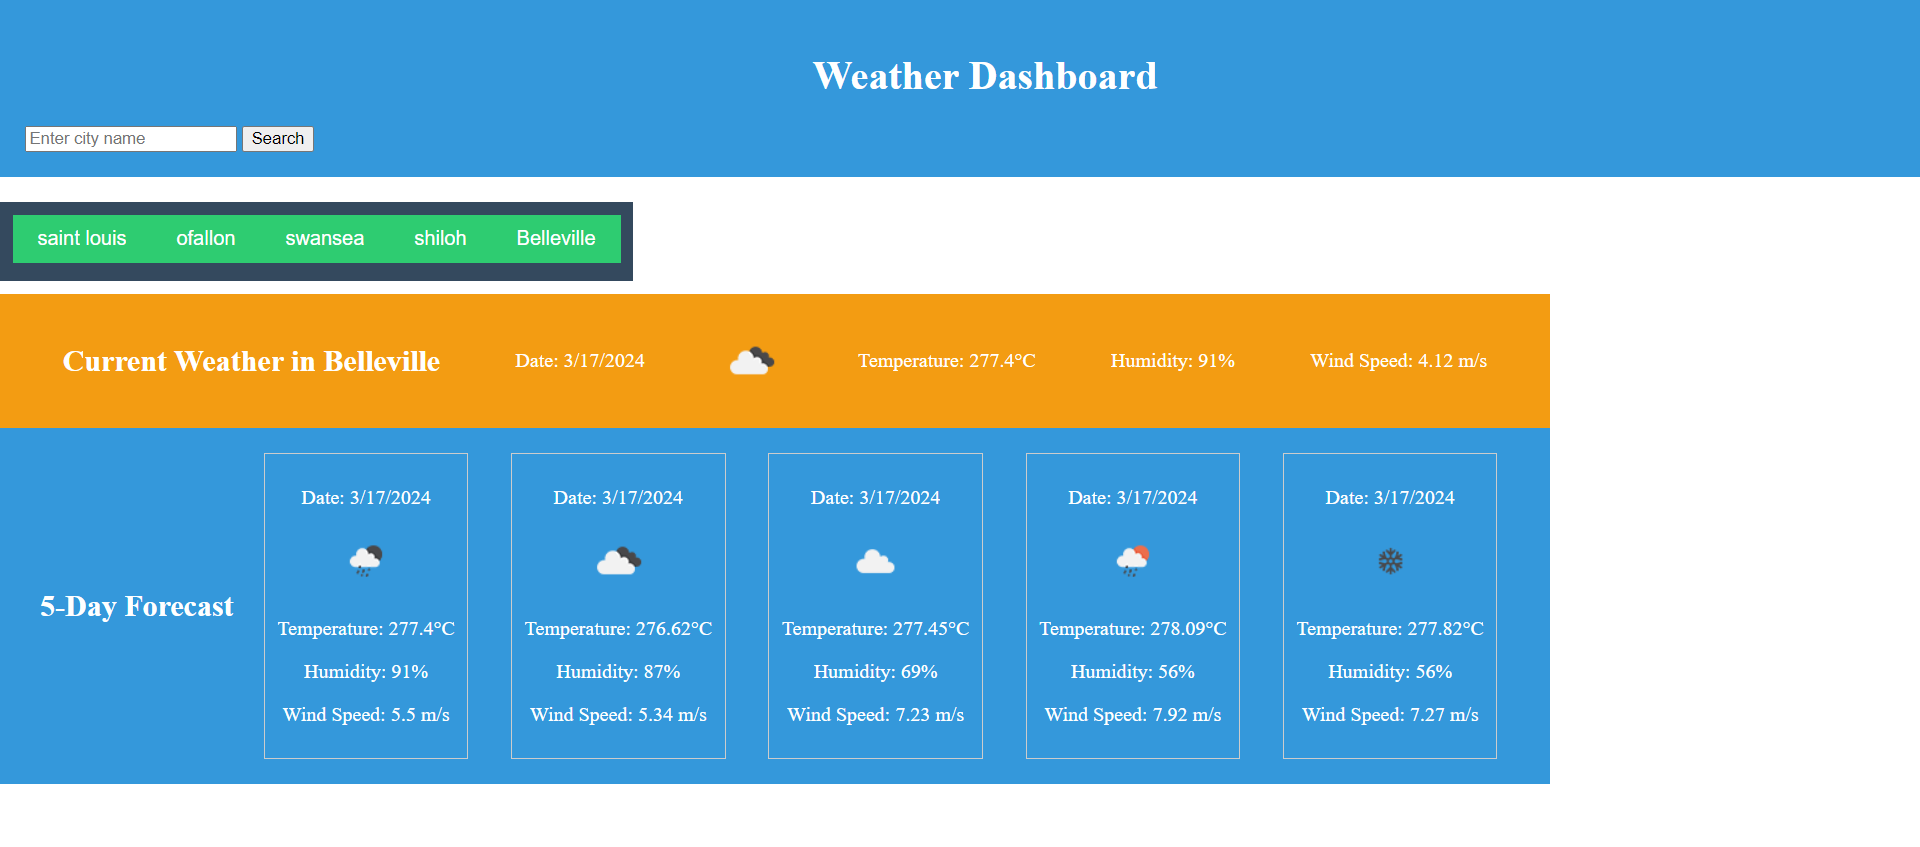 Weather Dashboard
Enter city name Search
saint louis ofallon swansea shiloh Belleville
Current Weather in Belleville Date: 3/17/2024 Temperature: 277.4°C Humidity: 91% Wind Speed: 4.12 m/s
5-Day Forecast
Date: 3/17/2024
Temperature: 277.4°C
Humidity: 91%
Wind Speed: 5.5 m/s
Date: 3/17/2024
Temperature: 276.62°C
Humidity: 87%
Wind Speed: 5.34 m/s
Date: 3/17/2024
Temperature: 277.45°C
Humidity: 69%
Wind Speed: 7.23 m/s
Date: 3/17/2024
Temperature: 278.09°C
Humidity: 56%
Wind Speed: 7.92 m/s
Date: 3/17/2024
Temperature: 277.82°C
Humidity: 56%
Wind Speed: 7.27 m/s